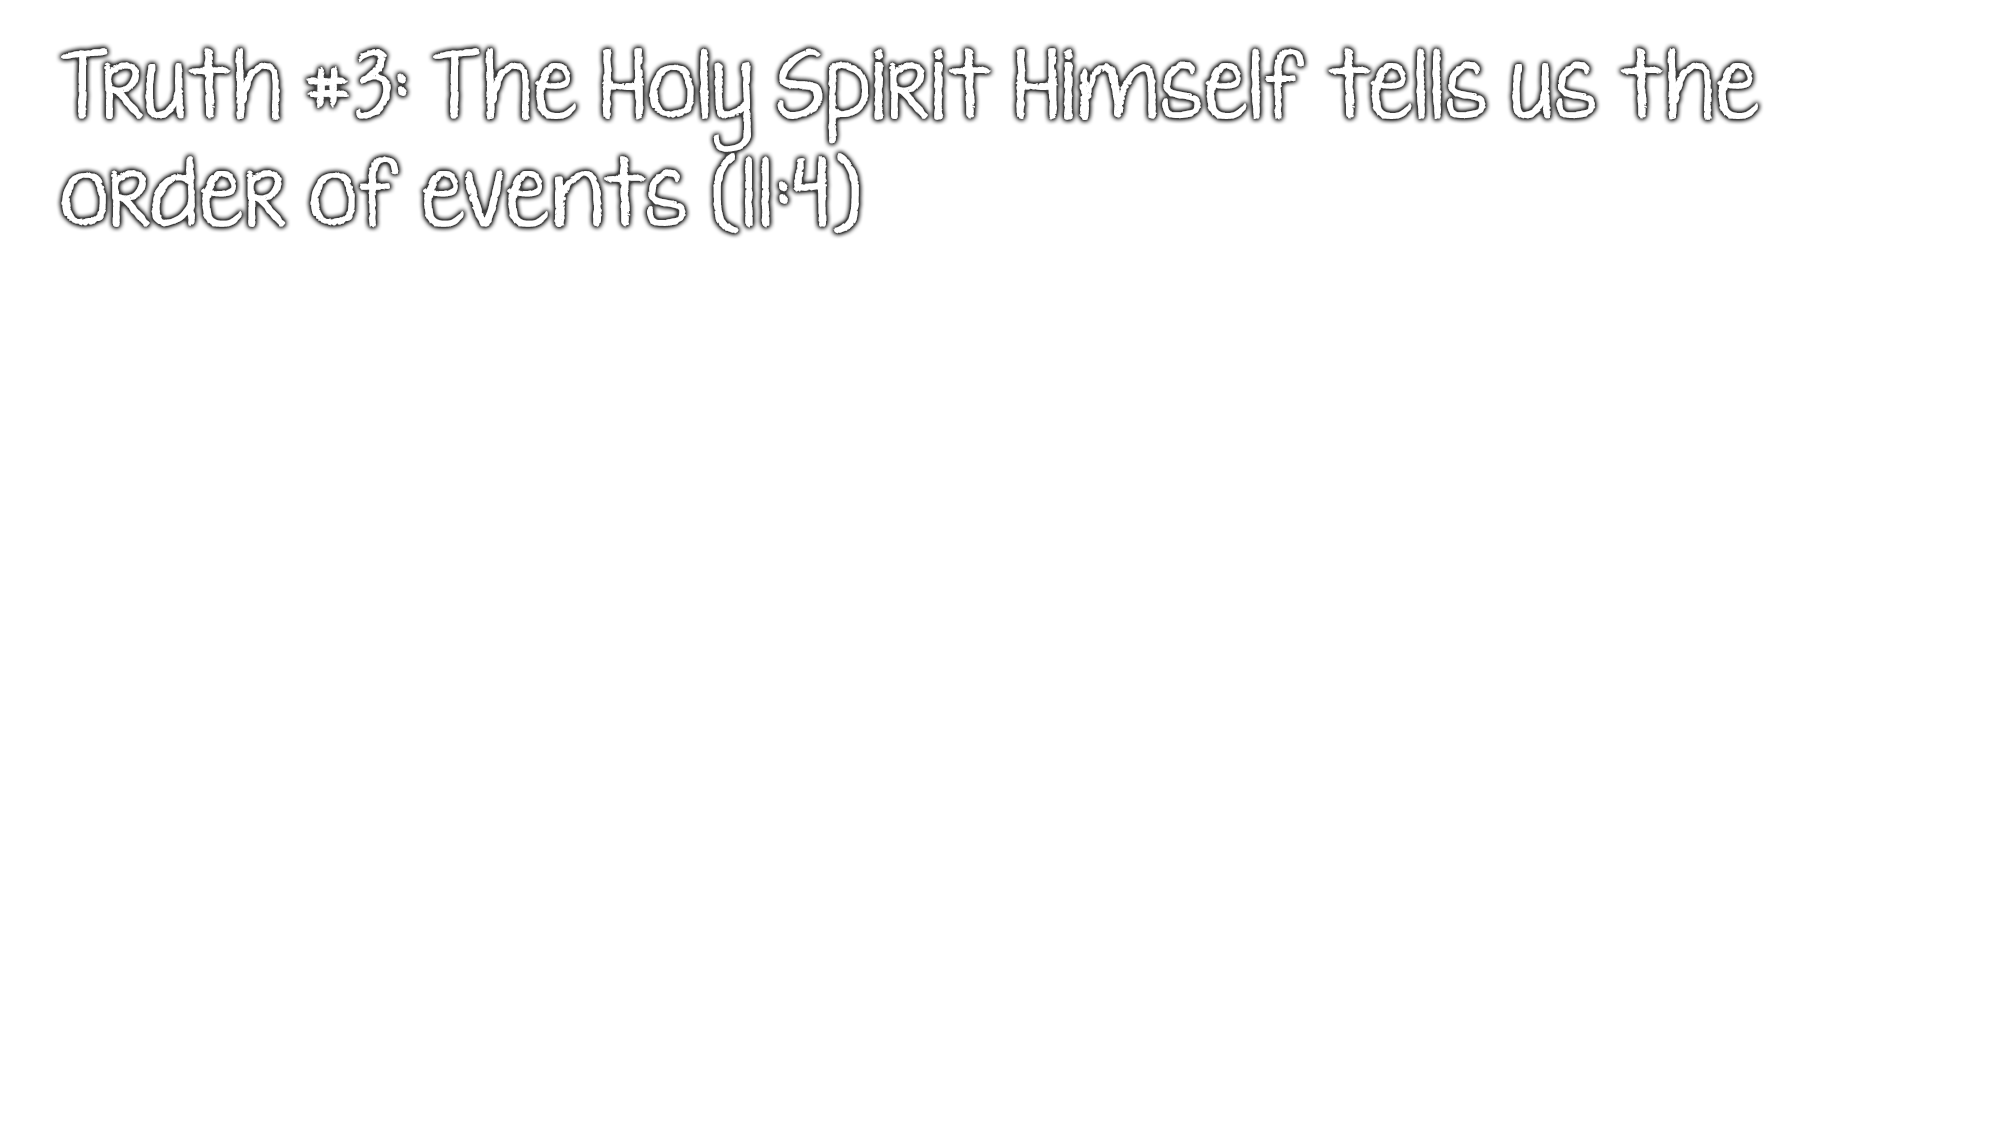 Truth #3: The Holy Spirit Himself tells us the
order of events (11:4)